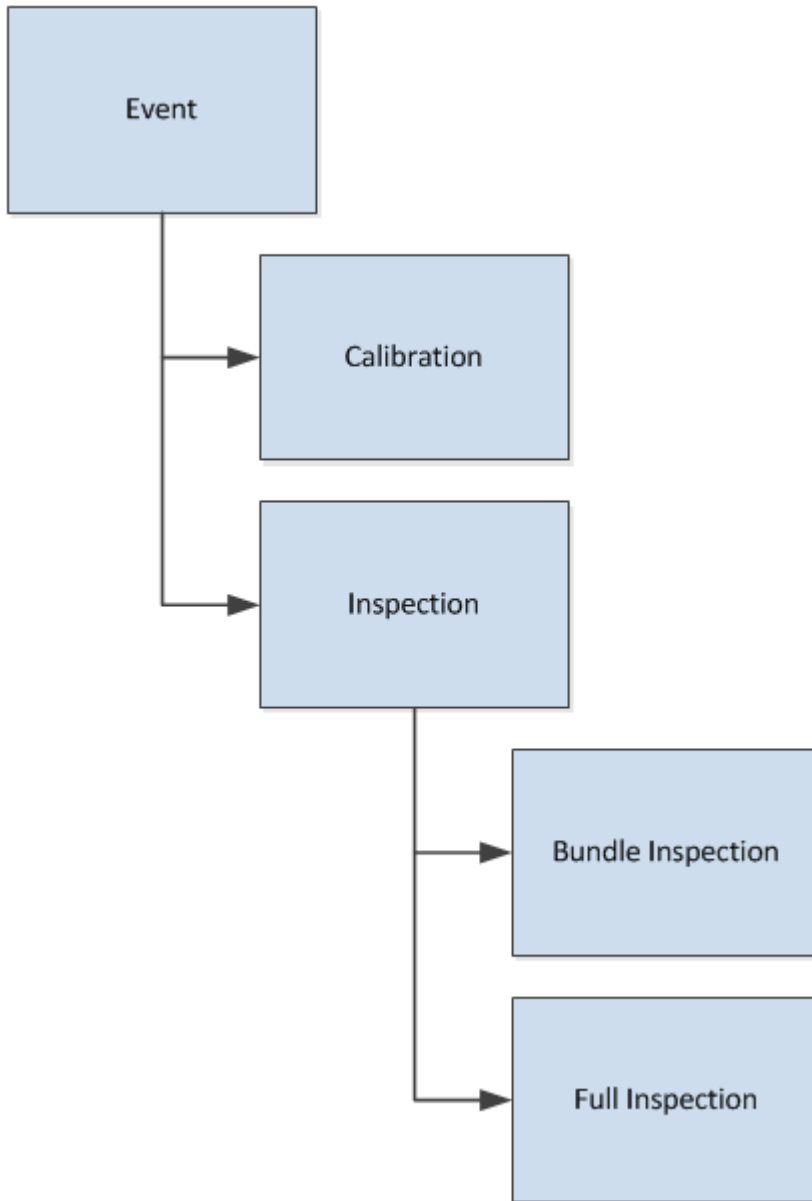 Event
Calibration
Inspection
Bundle Inspection
Full Inspection